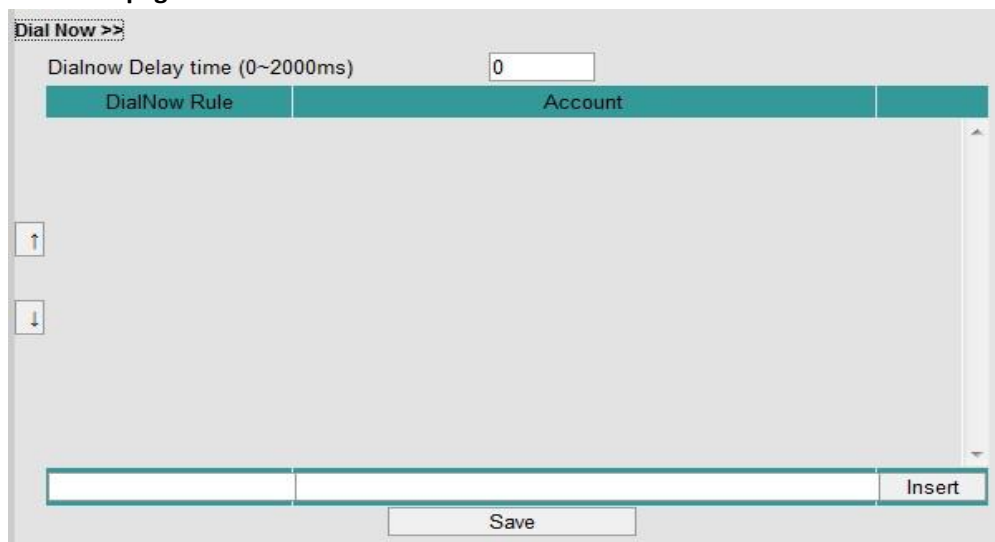 Dial Now >>
Dialnow Delay time (0~2000ms) 0
DialNow Rule Account
↑
↓
Insert
Save